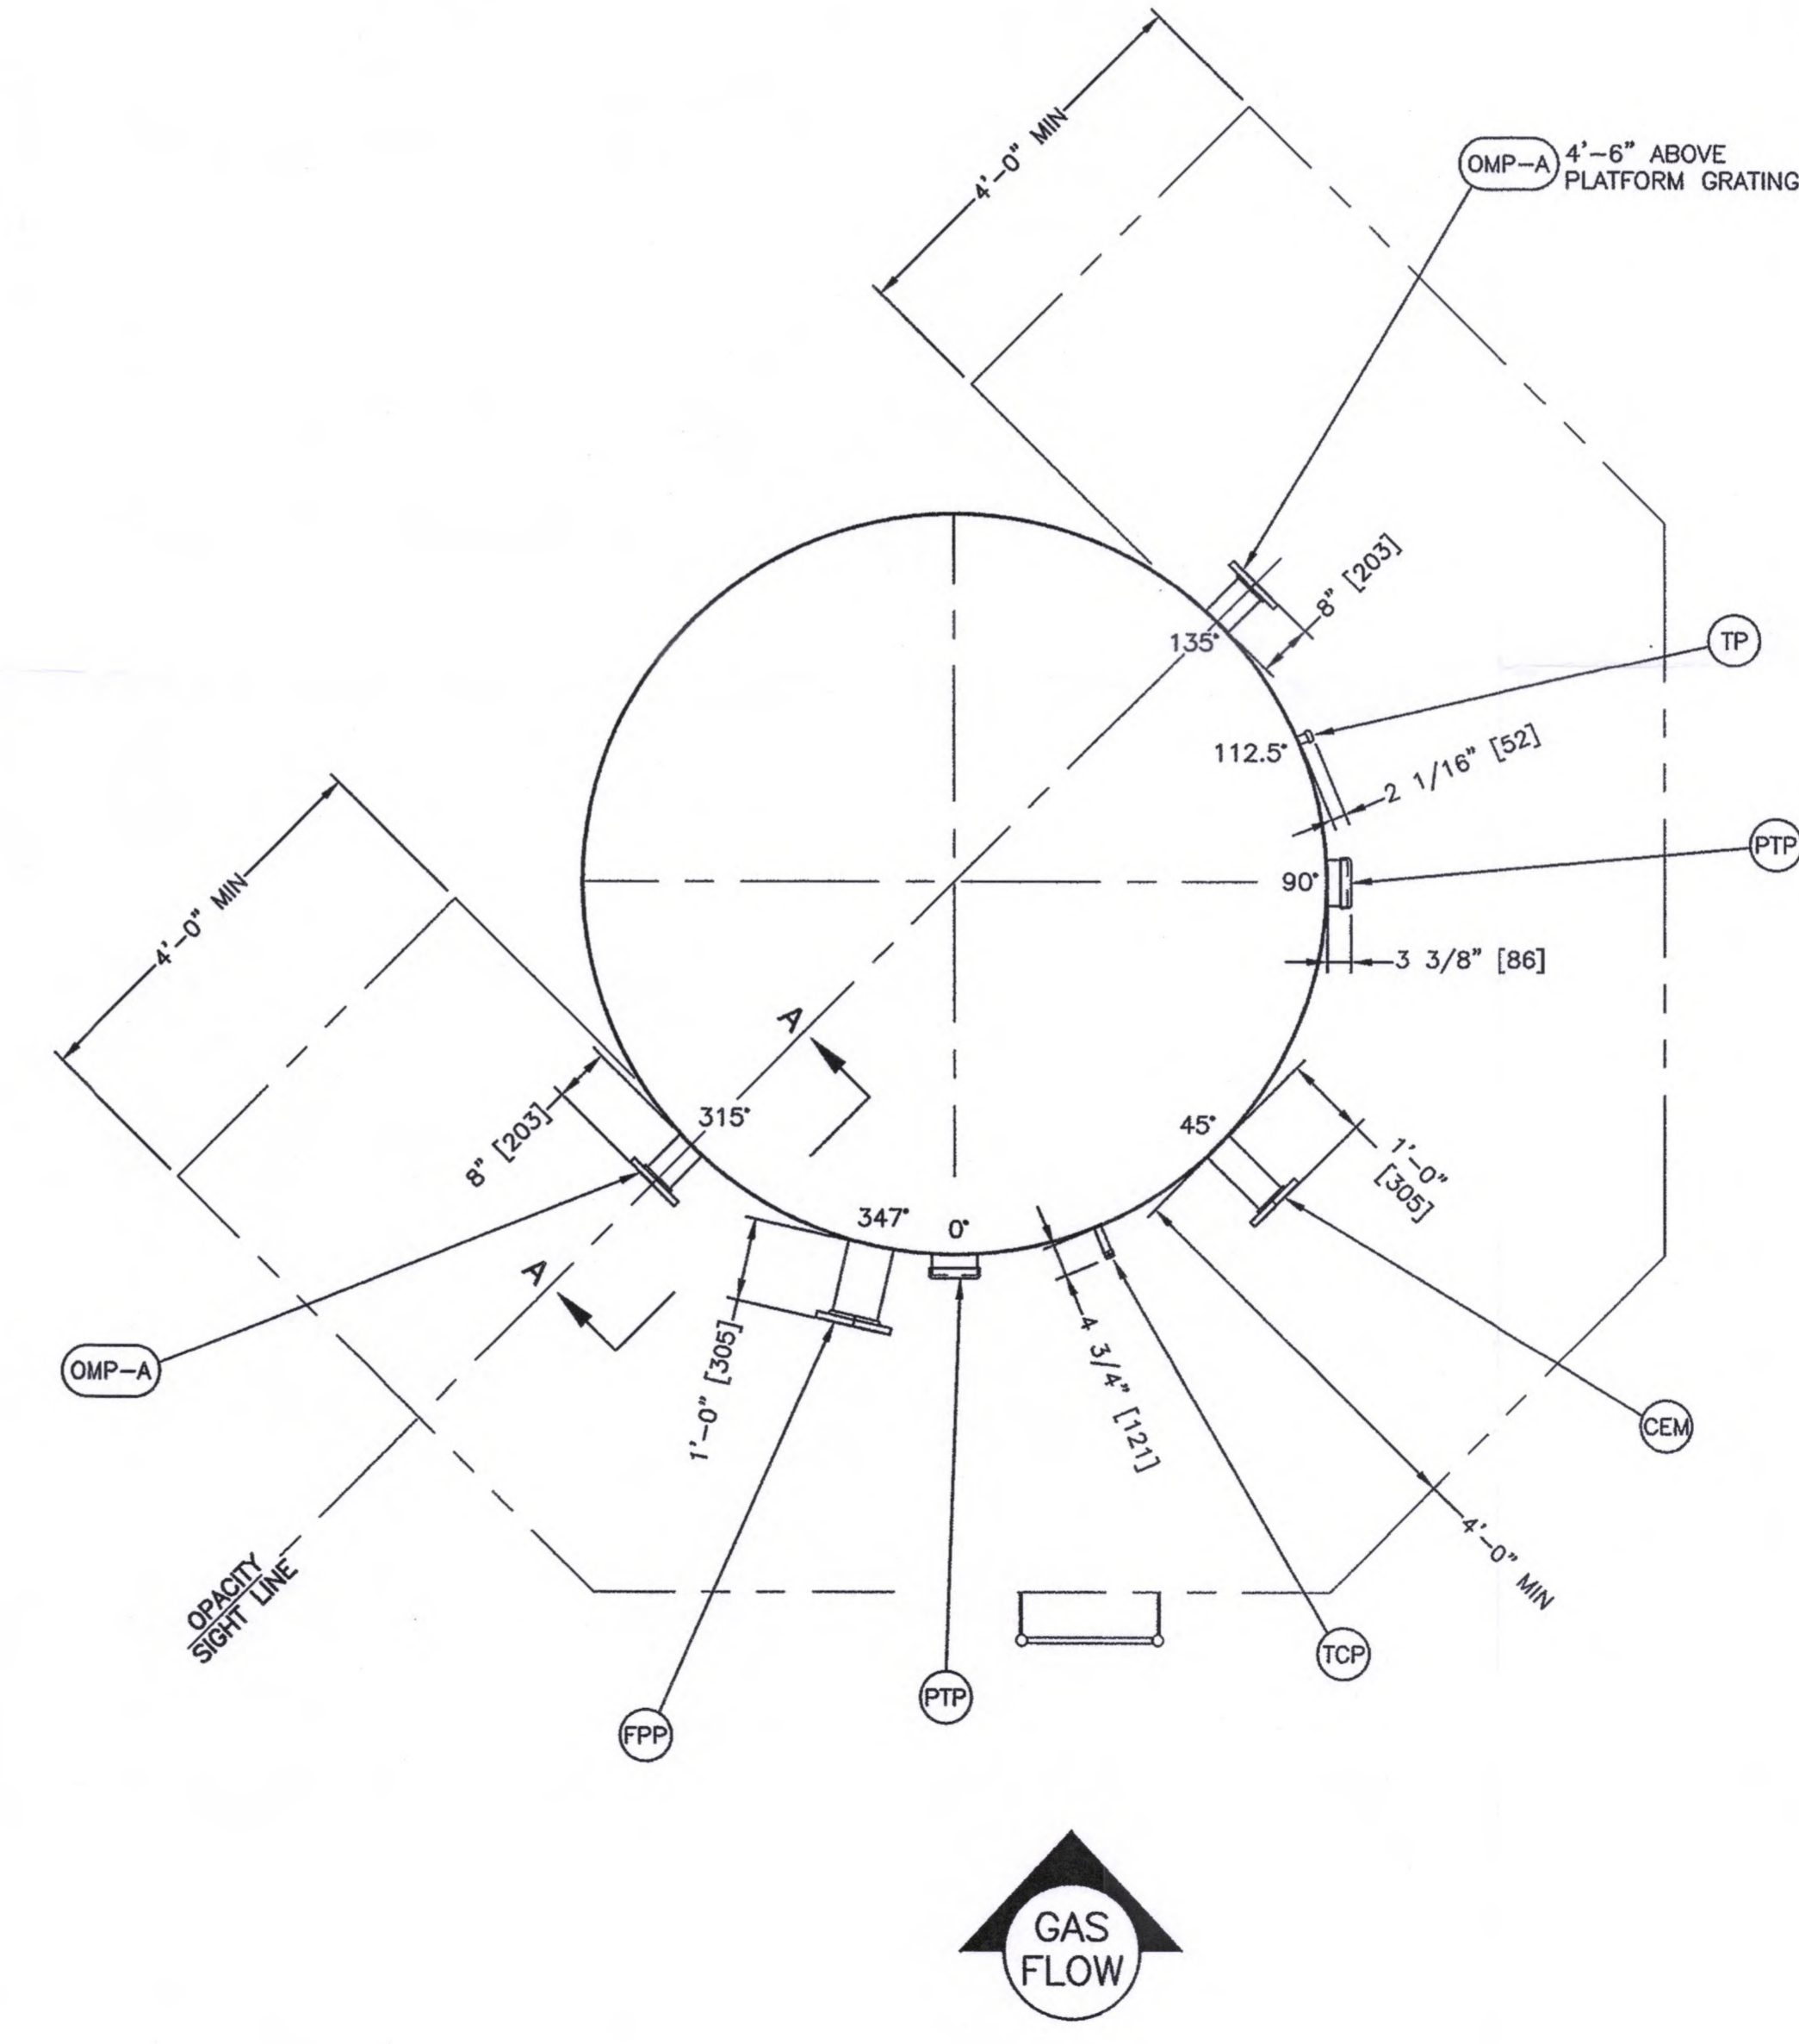 4'-0" MIN
OMP-A
4'-6" ABOVE
PLATFORM GRATING
8" [203]
135°
TP
112.5°
2 1/16" [52]
PTP
90°
3 3/8" [86]
4'-0" MIN
A
315°
8" [203]
45°
1'-0"
[305]
347°
0°
A
OMP-A
1'-0" [305]
4 3/4" [121]
CEM
4'-0" MIN
OPACITY
SIGHT LINE
TCP
PTP
FPP
GAS
FLOW